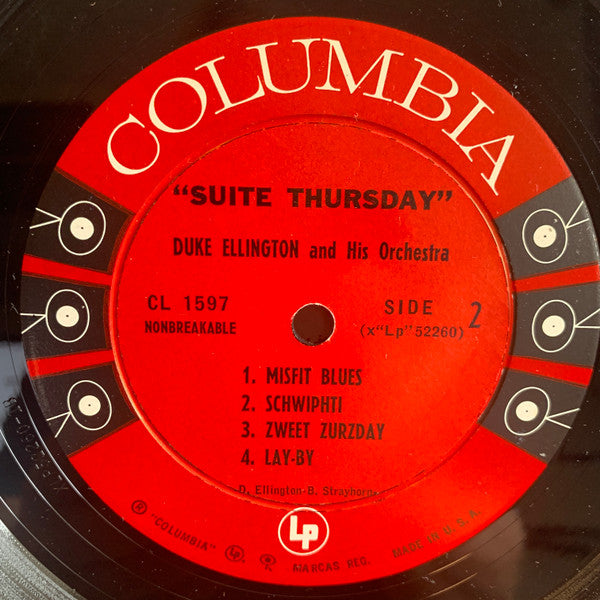 COLUMBIA
"SUITE THURSDAY"
DUKE ELLINGTON and His Orchestra
CL 1597
NONBREAKABLE
SIDE 2
(x"Lp" 52260)
1. MISFIT BLUES
2. SCHWIPHTI
3. ZWEET ZURZDAY
4. LAY-BY
D. Ellington-B. Strayhorn
Lp
® "COLUMBIA" Lp MARCAS REG. MADE IN U.S.A.